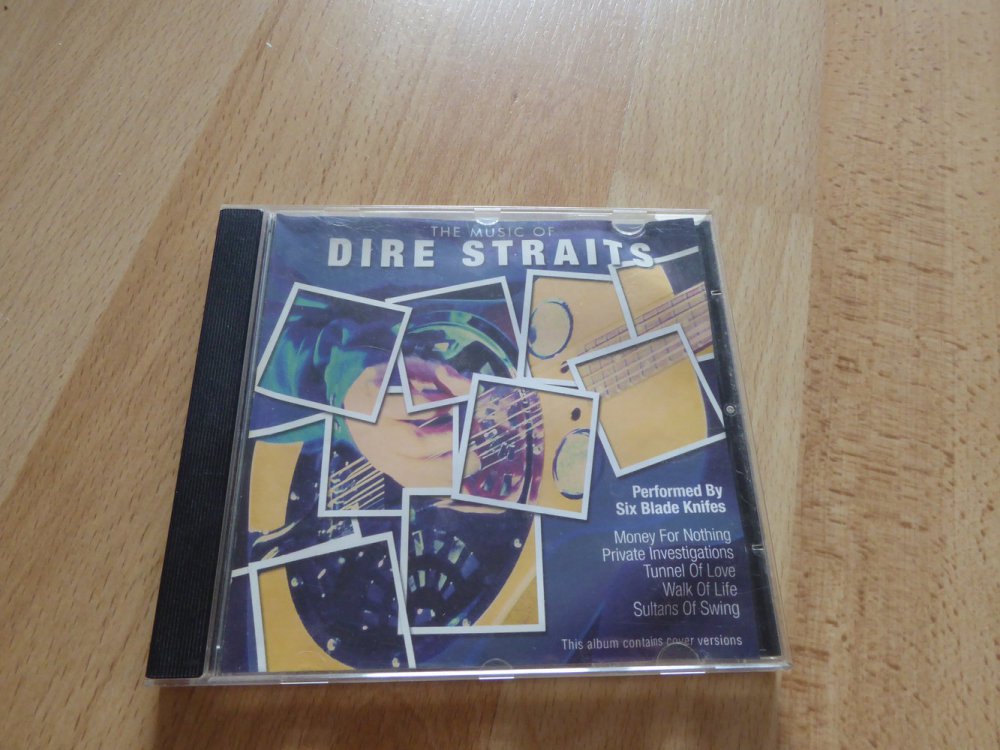 THE MUSIC OF
DIRE STRAITS
Performed By
Six Blade Knifes
Money For Nothing
Private Investigations
Tunnel Of Love
Walk Of Life
Sultans Of Swing
This album contains cover versions